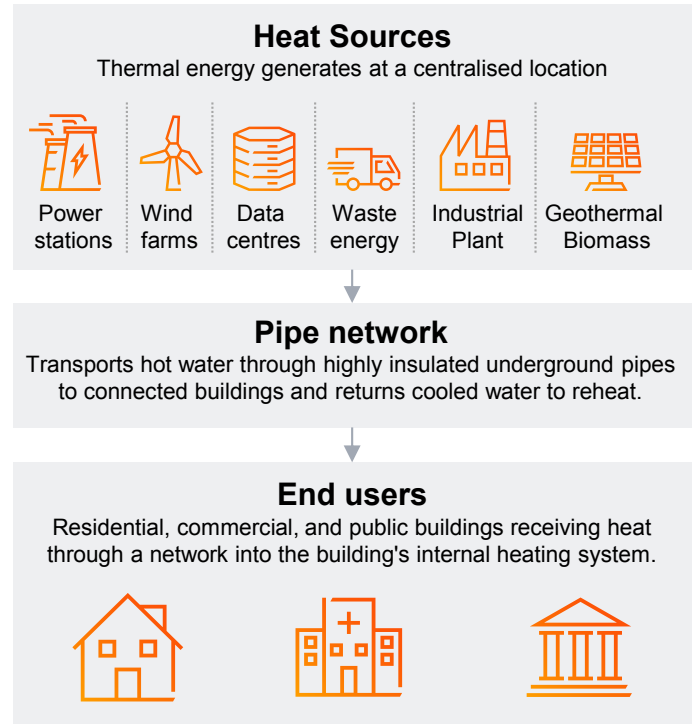 Heat Sources
Thermal energy generates at a centralised location
Power stations
Wind farms
Data centres
Waste energy
Industrial Plant
Geothermal Biomass
Pipe network
Transports hot water through highly insulated underground pipes
to connected buildings and returns cooled water to reheat.
End users
Residential, commercial, and public buildings receiving heat
through a network into the building's internal heating system.